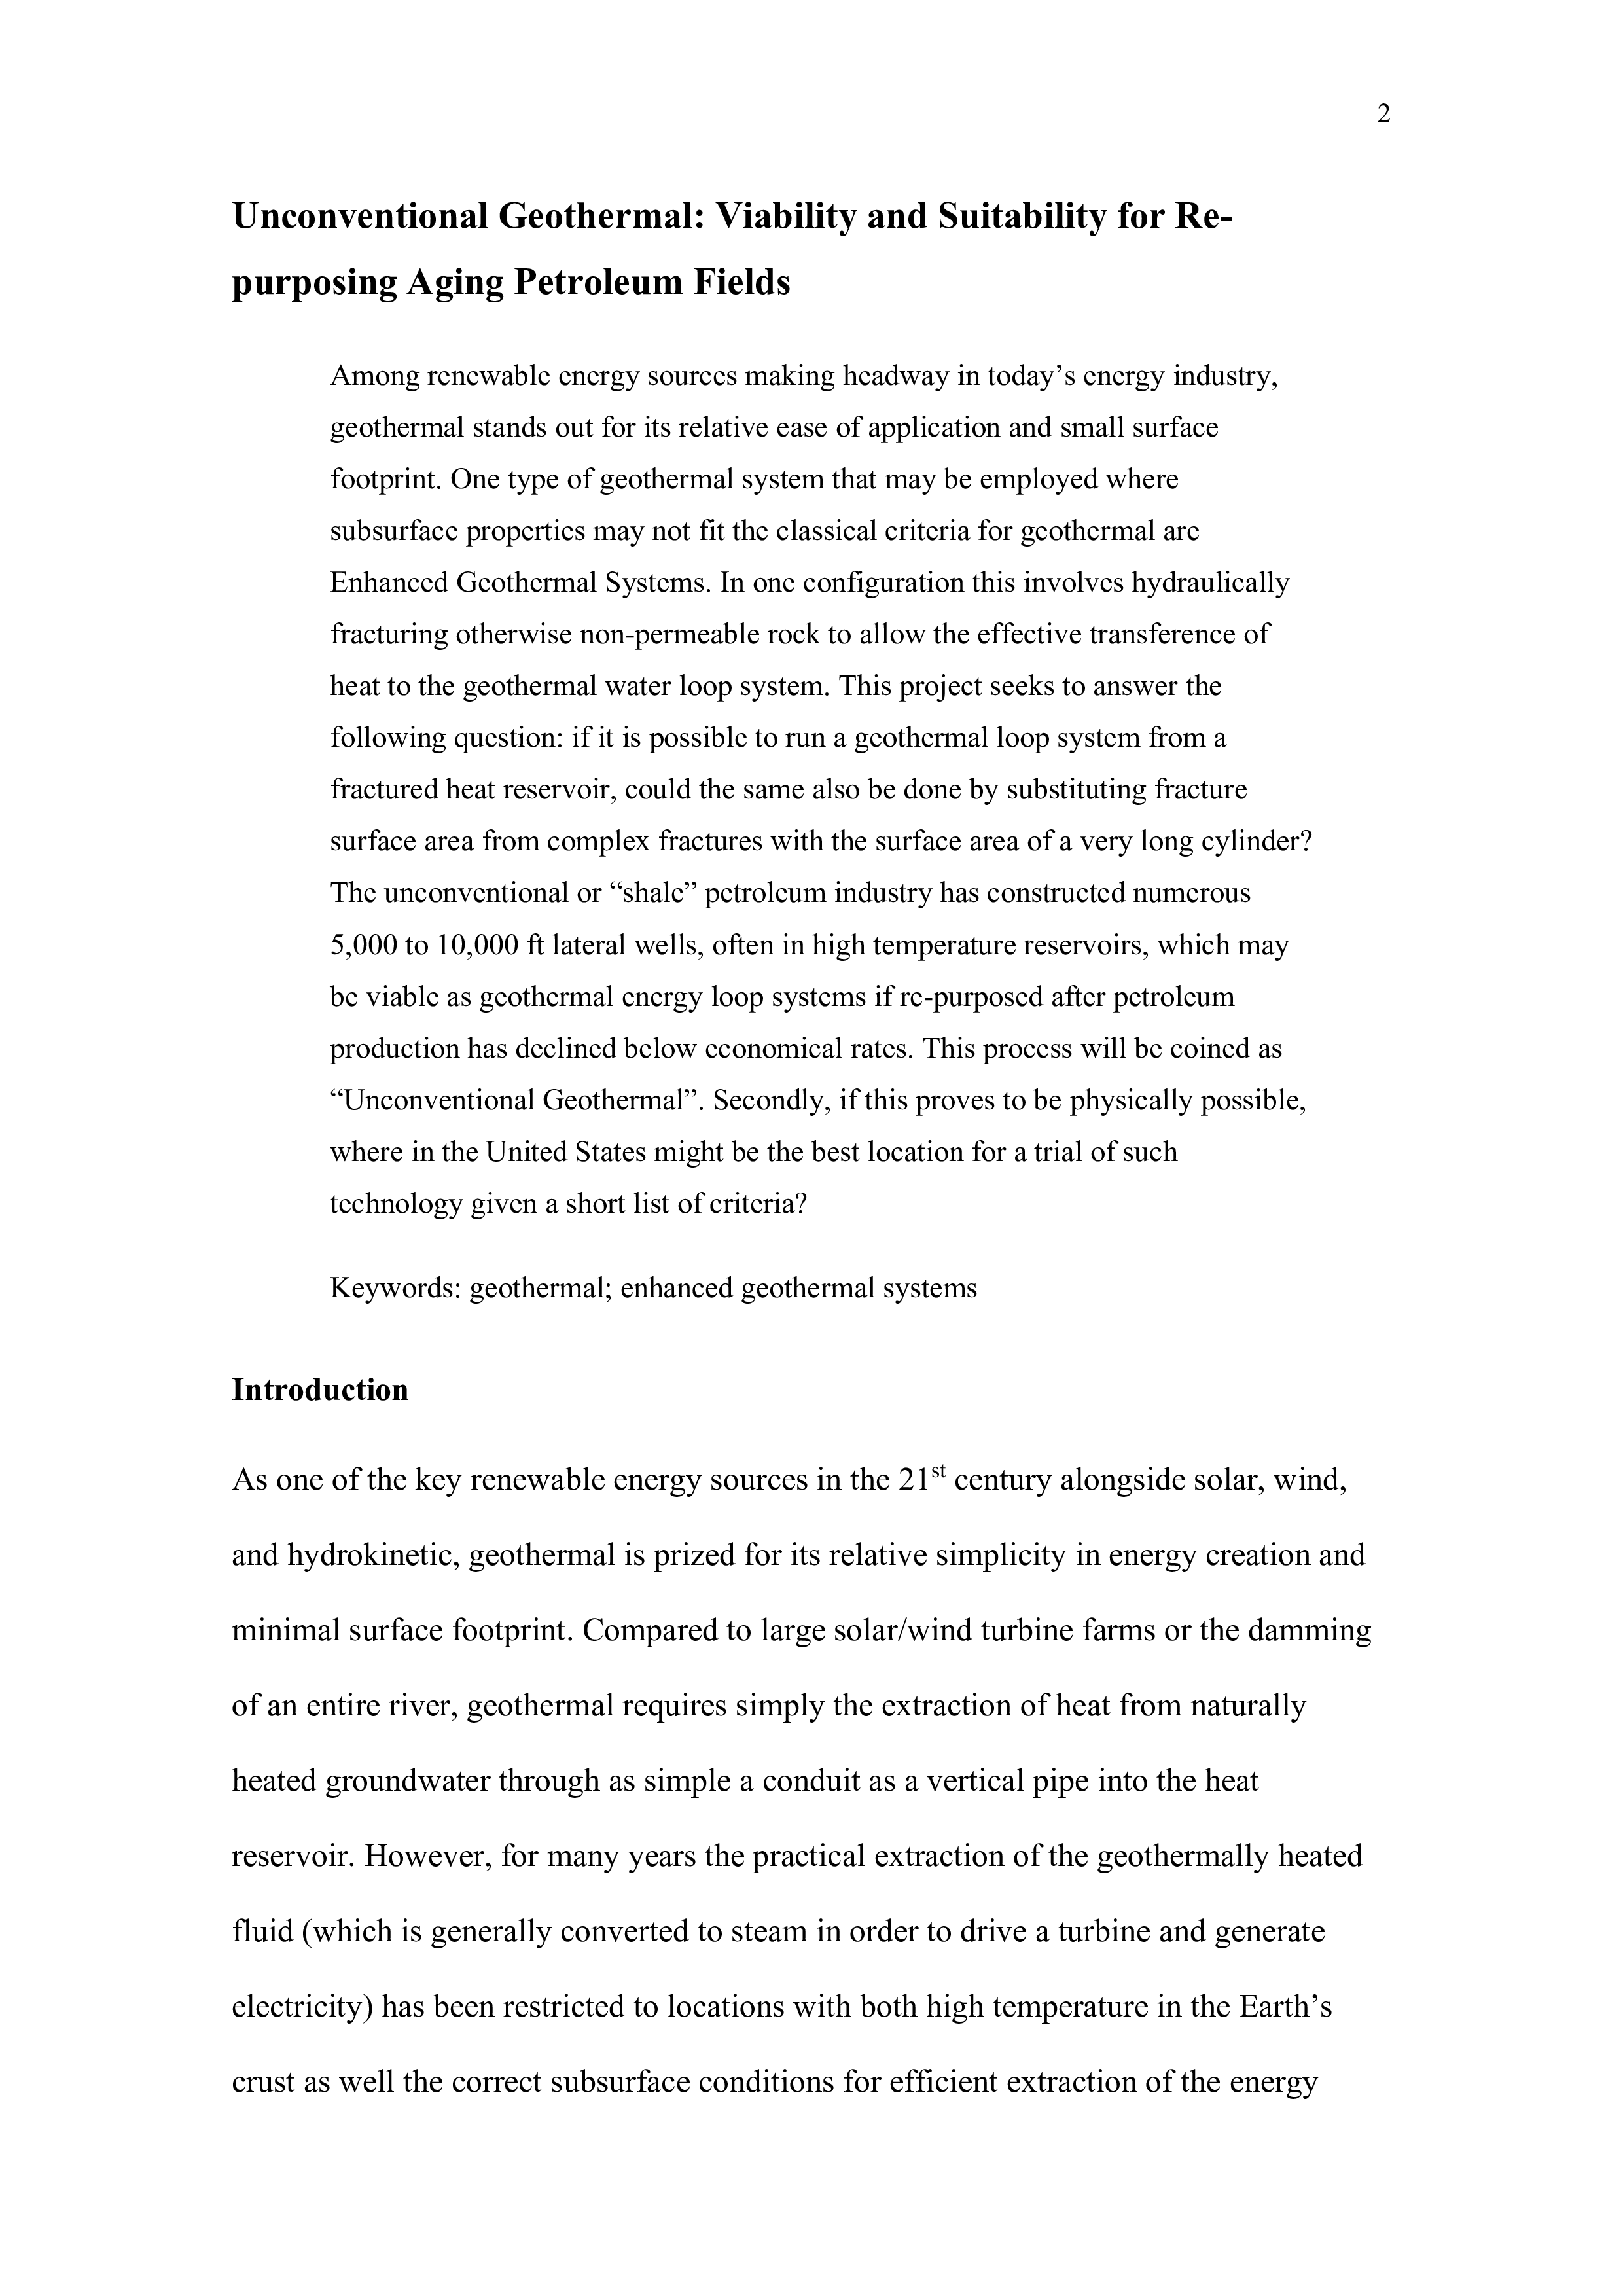 2
Unconventional Geothermal: Viability and Suitability for Re-
purposing Aging Petroleum Fields
Among renewable energy sources making headway in today’s energy industry,
geothermal stands out for its relative ease of application and small surface
footprint. One type of geothermal system that may be employed where
subsurface properties may not fit the classical criteria for geothermal are
Enhanced Geothermal Systems. In one configuration this involves hydraulically
fracturing otherwise non-permeable rock to allow the effective transference of
heat to the geothermal water loop system. This project seeks to answer the
following question: if it is possible to run a geothermal loop system from a
fractured heat reservoir, could the same also be done by substituting fracture
surface area from complex fractures with the surface area of a very long cylinder?
The unconventional or “shale” petroleum industry has constructed numerous
5,000 to 10,000 ft lateral wells, often in high temperature reservoirs, which may
be viable as geothermal energy loop systems if re-purposed after petroleum
production has declined below economical rates. This process will be coined as
“Unconventional Geothermal”. Secondly, if this proves to be physically possible,
where in the United States might be the best location for a trial of such
technology given a short list of criteria?
Keywords: geothermal; enhanced geothermal systems
Introduction
As one of the key renewable energy sources in the 21st century alongside solar, wind,
and hydrokinetic, geothermal is prized for its relative simplicity in energy creation and
minimal surface footprint. Compared to large solar/wind turbine farms or the damming
of an entire river, geothermal requires simply the extraction of heat from naturally
heated groundwater through as simple a conduit as a vertical pipe into the heat
reservoir. However, for many years the practical extraction of the geothermally heated
fluid (which is generally converted to steam in order to drive a turbine and generate
electricity) has been restricted to locations with both high temperature in the Earth’s
crust as well the correct subsurface conditions for efficient extraction of the energy